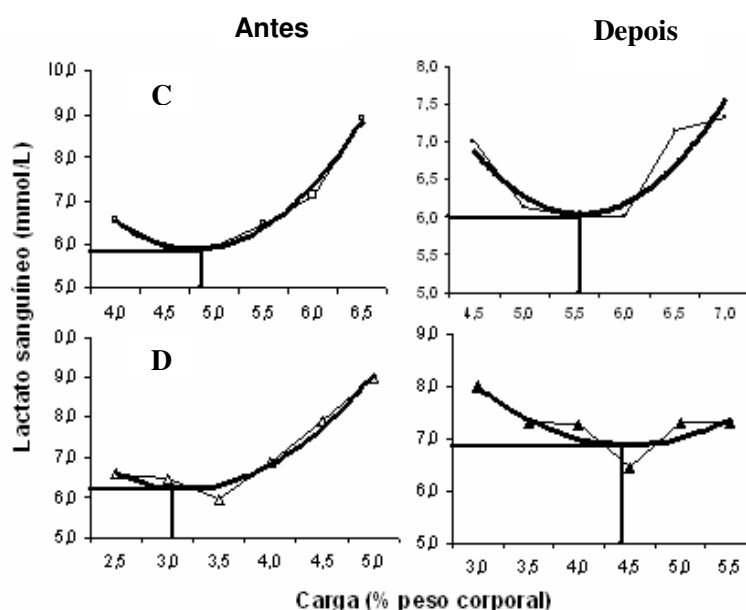 Antes
Depois
Lactato sanguíneo (mmol/L)
C
10,0
9,0
8,0
7,0
6,0
5,0
4,0 4,5 5,0 5,5 6,0 6,5
8,0
7,5
7,0
6,5
6,0
5,5
5,0
4,5 5,0 5,5 6,0 6,5 7,0
D
0,0
9,0
8,0
7,0
6,0
5,0
2,5 3,0 3,5 4,0 4,5 5,0
9,0
8,0
7,0
6,0
5,0
3,0 3,5 4,0 4,5 5,0 5,5
Carga (% peso corporal)